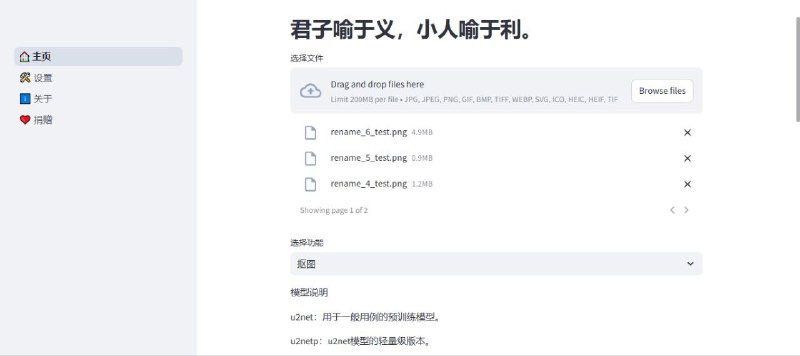 君子喻于义，小人喻于利。
主页
设置
关于
捐赠
选择文件
Drag and drop files here
Limit 200MB per file • JPG, JPEG, PNG, GIF, BMP, TIFF, WEBP, SVG, ICO, HEIC, HEIF, TIF
Browse files
rename_6_test.png 4.9MB
rename_5_test.png 0.9MB
rename_4_test.png 1.2MB
Showing page 1 of 2
选择功能
抠图
模型说明
u2net：用于一般用例的预训练模型。
u2netp：u2net模型的轻量级版本。